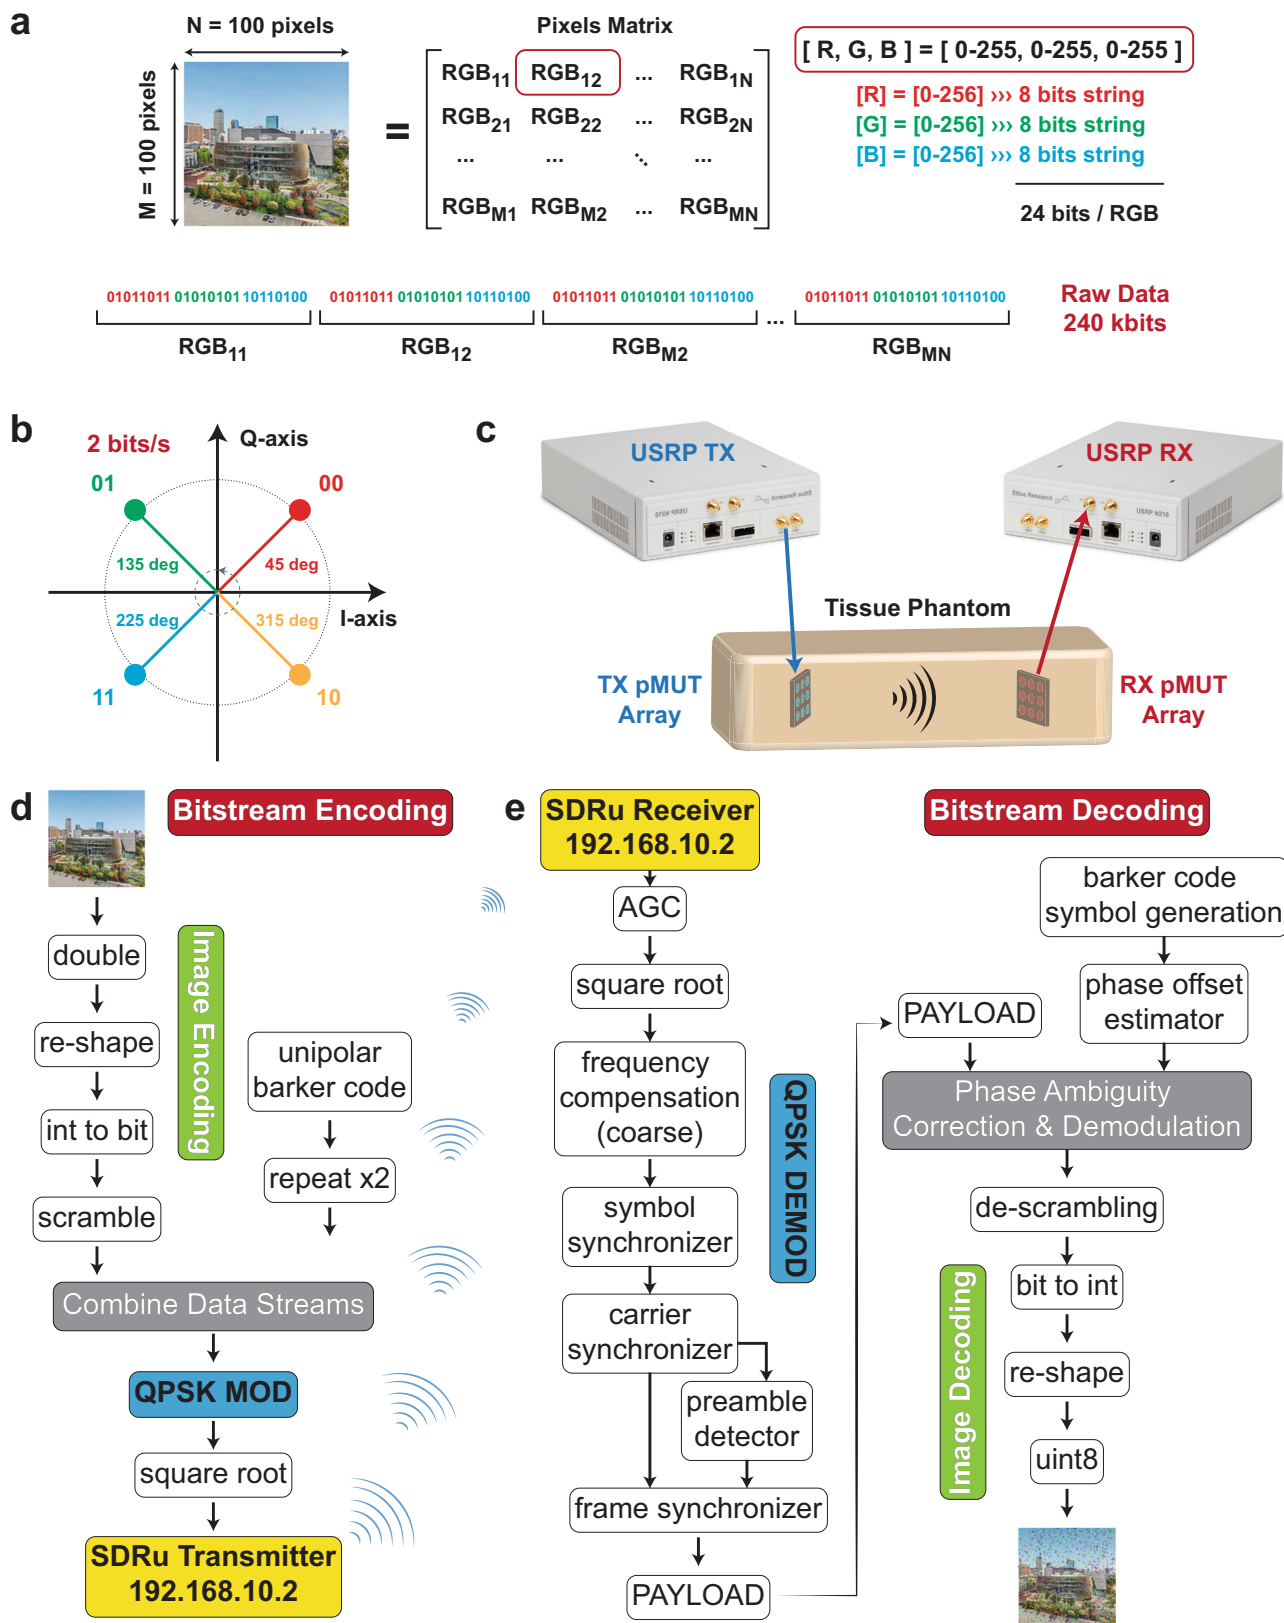 a
N = 100 pixels
M = 100 pixels
=
Pixels Matrix
RGB11 RGB12 ... RGB1N
RGB21 RGB22 ... RGB2N
... ... ⋱ ...
RGBM1 RGBM2 ... RGBMN
[ R, G, B ] = [ 0-255, 0-255, 0-255 ]
[R] = [0-256] ››› 8 bits string
[G] = [0-256] ››› 8 bits string
[B] = [0-256] ››› 8 bits string
24 bits / RGB
01011011 01010101 10110100 01011011 01010101 10110100 01011011 01010101 10110100 ... 01011011 01010101 10110100
RGB11 RGB12 RGBM2 RGBMN
Raw Data
240 kbits
b
2 bits/s
Q-axis
01
00
135 deg
45 deg
I-axis
225 deg
315 deg
11
10
c
USRP TX
USRP RX
Ettus Research
USRP N210
Ettus Research
USRP N210
Tissue Phantom
TX pMUT
Array
RX pMUT
Array
d
Bitstream Encoding
double
re-shape
int to bit
scramble
Image Encoding
unipolar
barker code
repeat x2
Combine Data Streams
QPSK MOD
square root
SDRu Transmitter
192.168.10.2
e
SDRu Receiver
192.168.10.2
AGC
square root
frequency
compensation
(coarse)
symbol
synchronizer
carrier
synchronizer
preamble
detector
frame synchronizer
PAYLOAD
QPSK DEMOD
Bitstream Decoding
barker code
symbol generation
phase offset
estimator
PAYLOAD
Phase Ambiguity
Correction & Demodulation
de-scrambling
bit to int
re-shape
uint8
Image Decoding